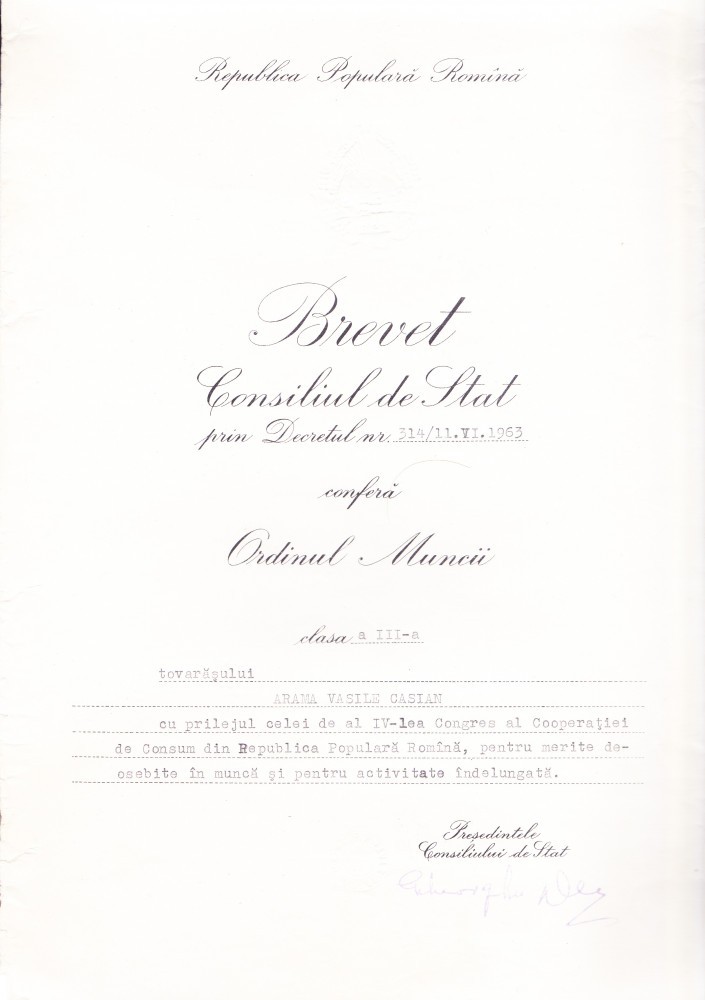 Republica Populară Romînă
Brevet
Consiliul de Stat
prin Decretul nr. 314/11.VI.1963
conferă
Ordinul Muncii
clasa a III-a
tovarăşului
ARAMA VASILE CASIAN
cu prilejul celei de al IV-lea Congres al Cooperaţiei
de Consum din Republica Populară Romînă, pentru merite de-
osebite în muncă şi pentru activitate îndelungată.
Preşedintele
Consiliului de Stat
Gheorghiu Dej